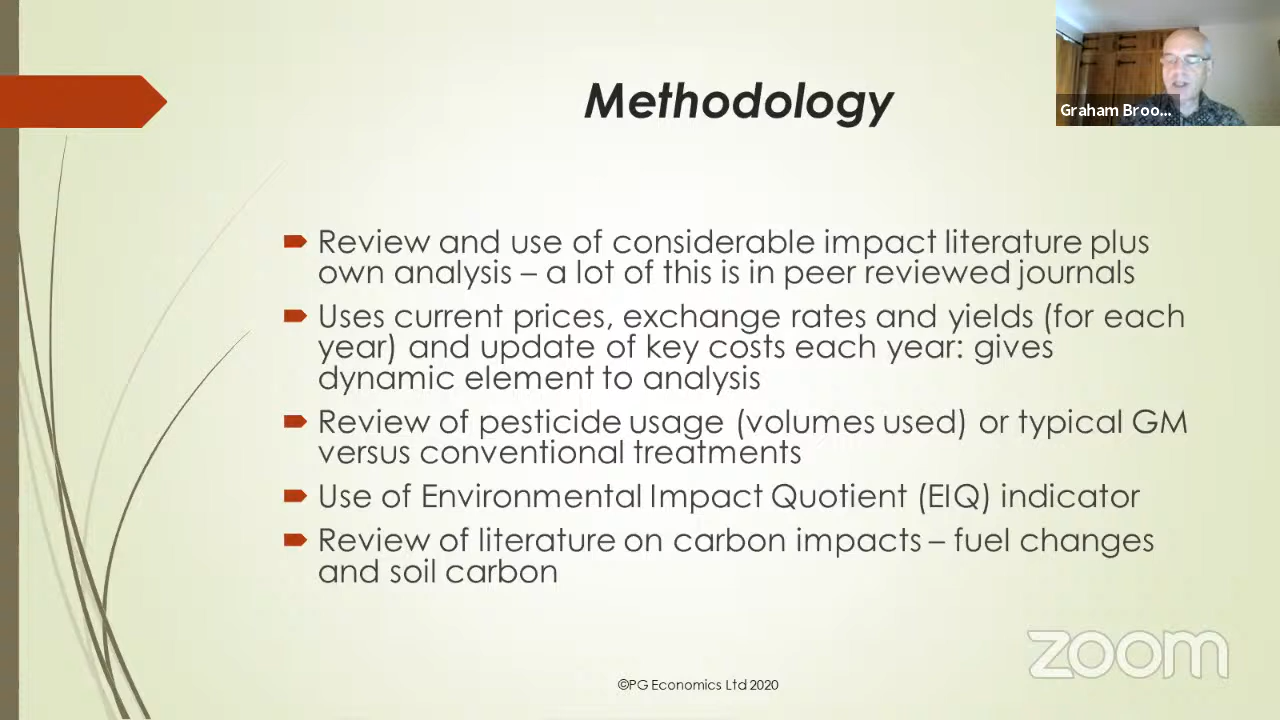 Methodology
Graham Broo...
Review and use of considerable impact literature plus
own analysis – a lot of this is in peer reviewed journals
Uses current prices, exchange rates and yields (for each
year) and update of key costs each year: gives
dynamic element to analysis
Review of pesticide usage (volumes used) or typical GM
versus conventional treatments
Use of Environmental Impact Quotient (EIQ) indicator
Review of literature on carbon impacts – fuel changes
and soil carbon
zoom
©PG Economics Ltd 2020